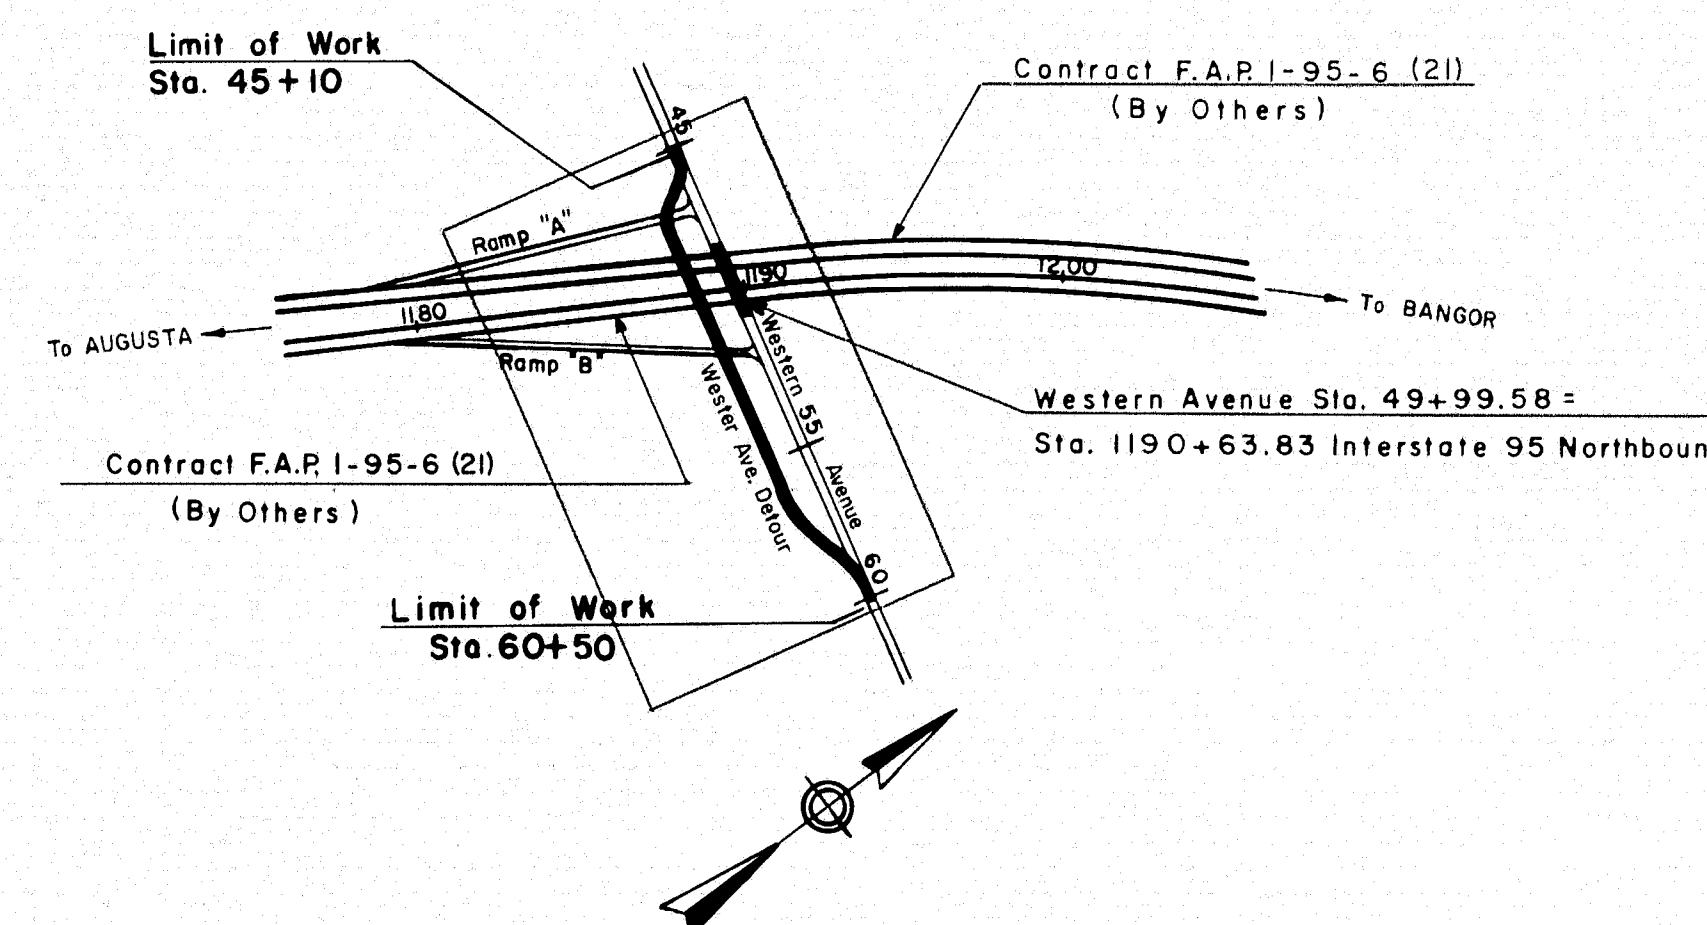 Limit of Work
Sta. 45+10
Contract F.A.P. I-95-6 (21)
(By Others)
45
Ramp "A"
1190
1200
1180
To AUGUSTA
To BANGOR
Ramp "B"
Western 55 Avenue
Wester Ave. Detour
Western Avenue Sta. 49+99.58 =
Sta. 1190+63.83 Interstate 95 Northboun
Contract F.A.P. I-95-6 (21)
(By Others)
60
Limit of Work
Sta. 60+50